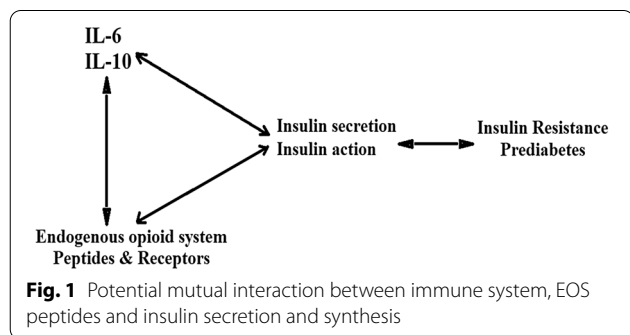 IL-6
IL-10
Insulin secretion
Insulin action
Insulin Resistance
Prediabetes
Endogenous opioid system
Peptides & Receptors
Fig. 1 Potential mutual interaction between immune system, EOS
peptides and insulin secretion and synthesis